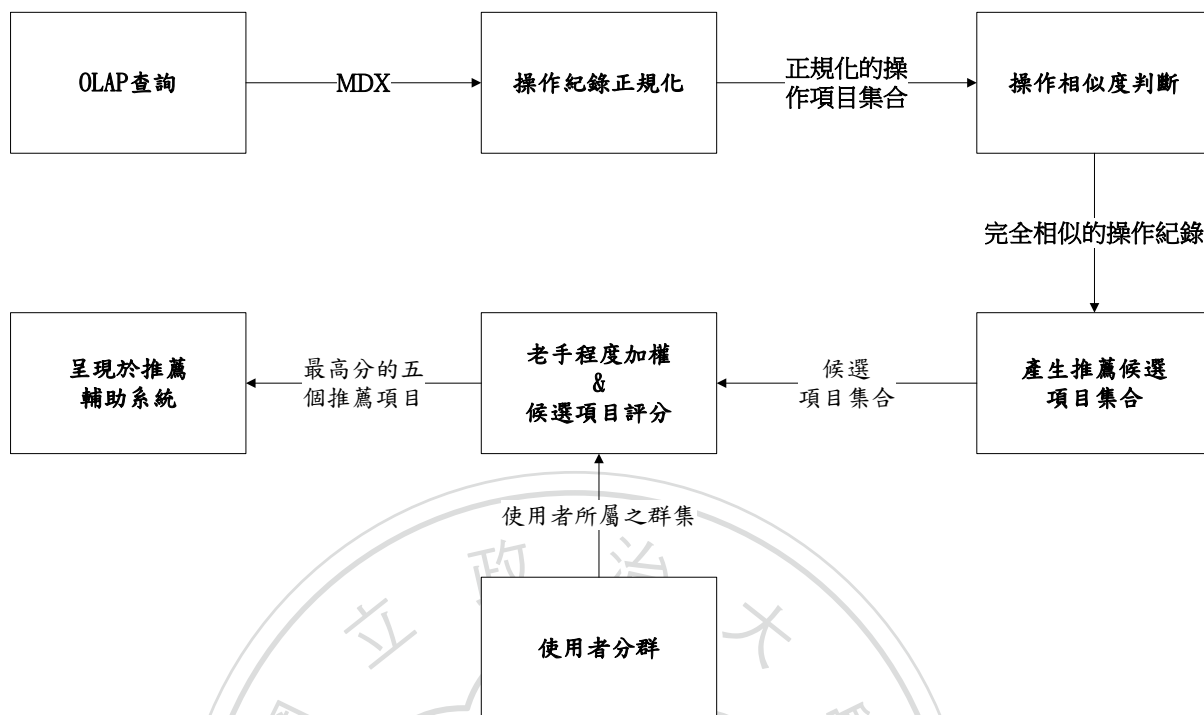 OLAP查詢
MDX
操作紀錄正規化
正規化的操
作項目集合
操作相似度判斷
完全相似的操作紀錄
產生推薦候選
項目集合
候選
項目集合
老手程度加權
&
候選項目評分
最高分的五
個推薦項目
呈現於推薦
輔助系統
使用者所屬之群集
使用者分群
立政治大